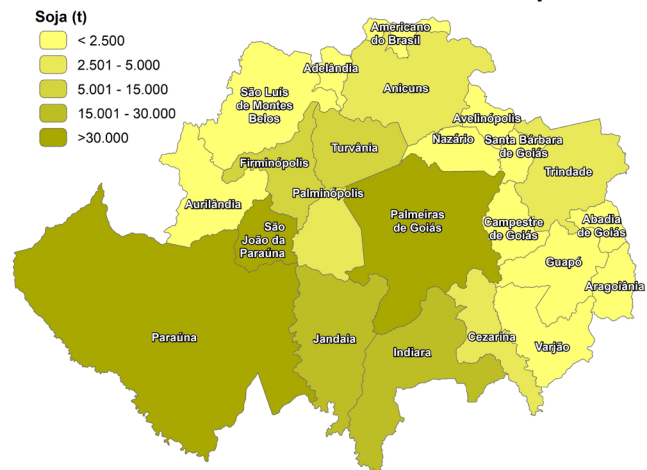 Soja (t)
< 2.500
2.501 - 5.000
5.001 - 15.000
15.001 - 30.000
>30.000
Americano
do Brasil
Adelândia
Anicuns
São Luís
de Montes
Belos
Avelinópolis
Nazário
Santa Bárbara
de Goiás
Turvânia
Firminópolis
Trindade
Palminópolis
Aurilândia
Palmeiras
de Goiás
Campestre
de Goiás
Abadia
de Goiás
São
João da
Paraúna
Guapó
Aragoiânia
Paraúna
Jandaia
Indiara
Cezarina
Varjão